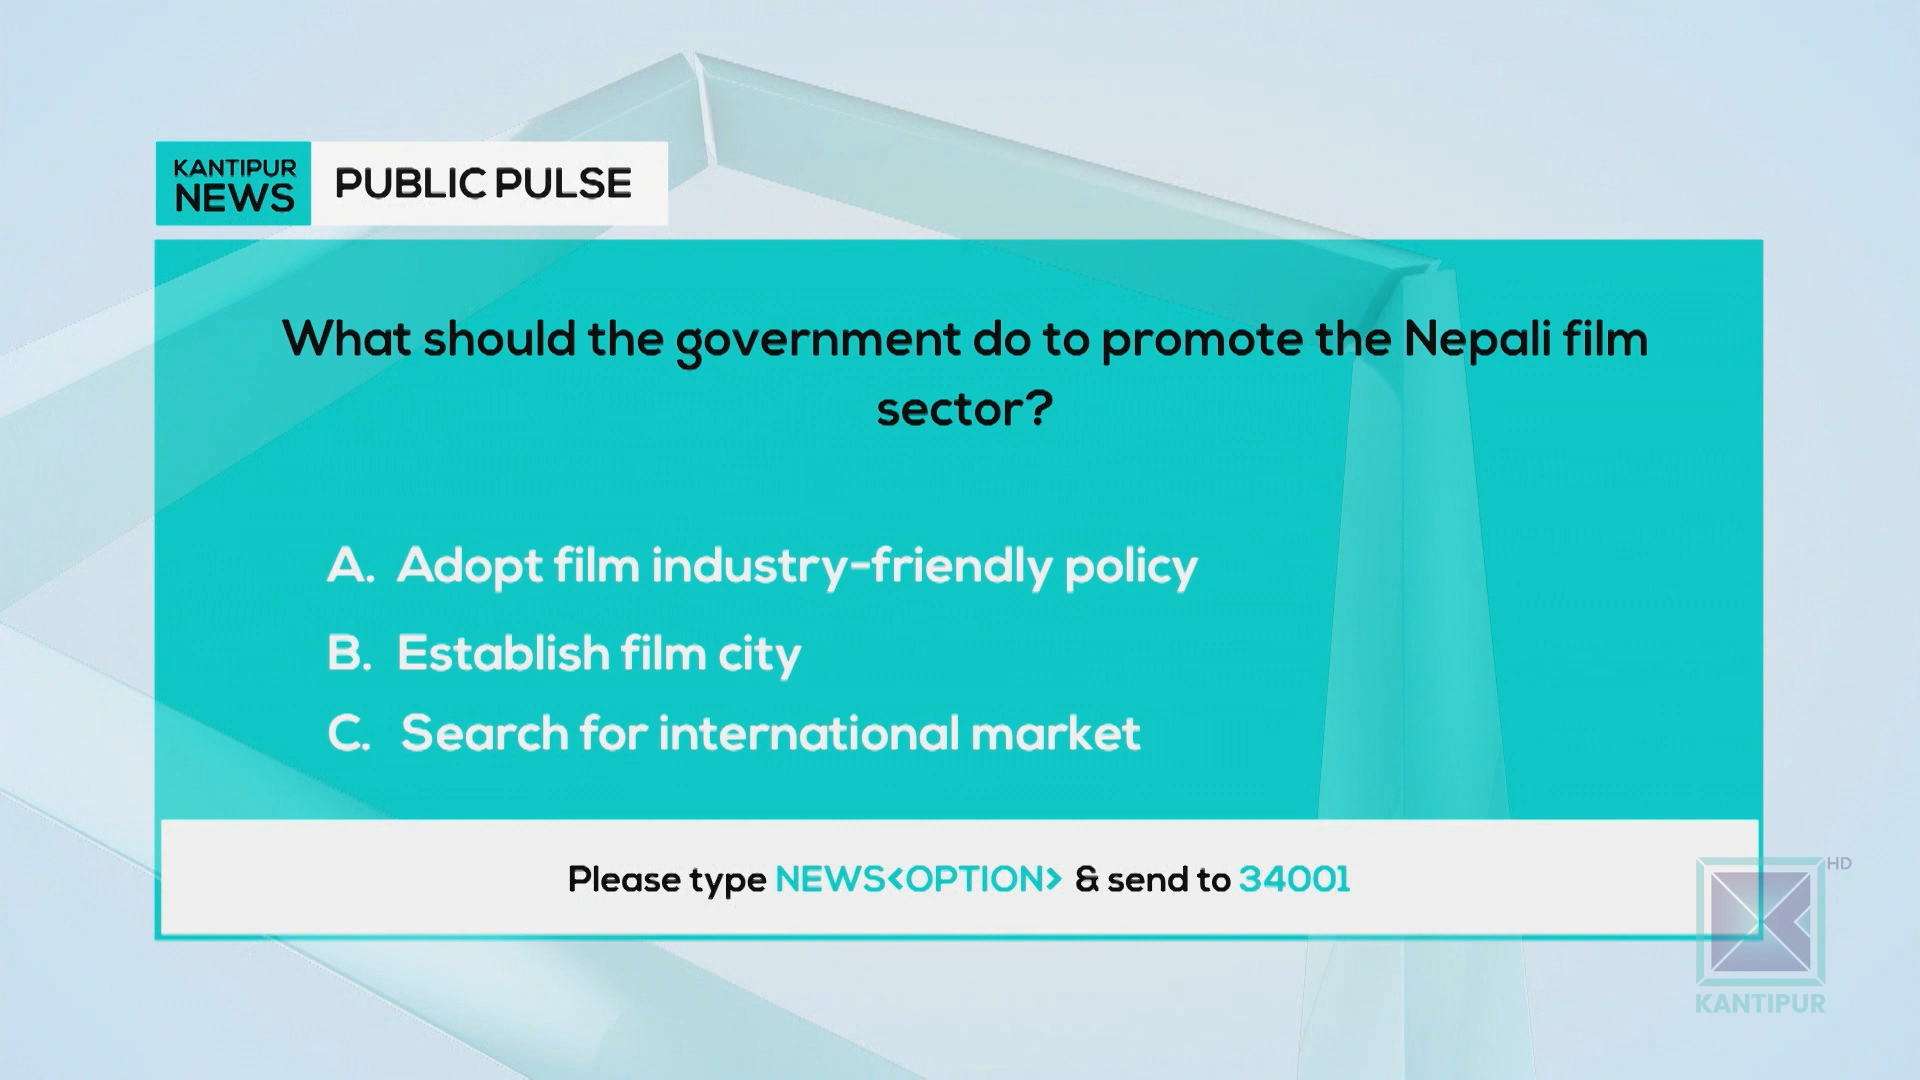 KANTIPUR
NEWS
PUBLIC PULSE
What should the government do to promote the Nepali film
sector?
A. Adopt film industry-friendly policy
B. Establish film city
C. Search for international market
Please type NEWS<OPTION> & send to 34001
HD
KANTIPUR